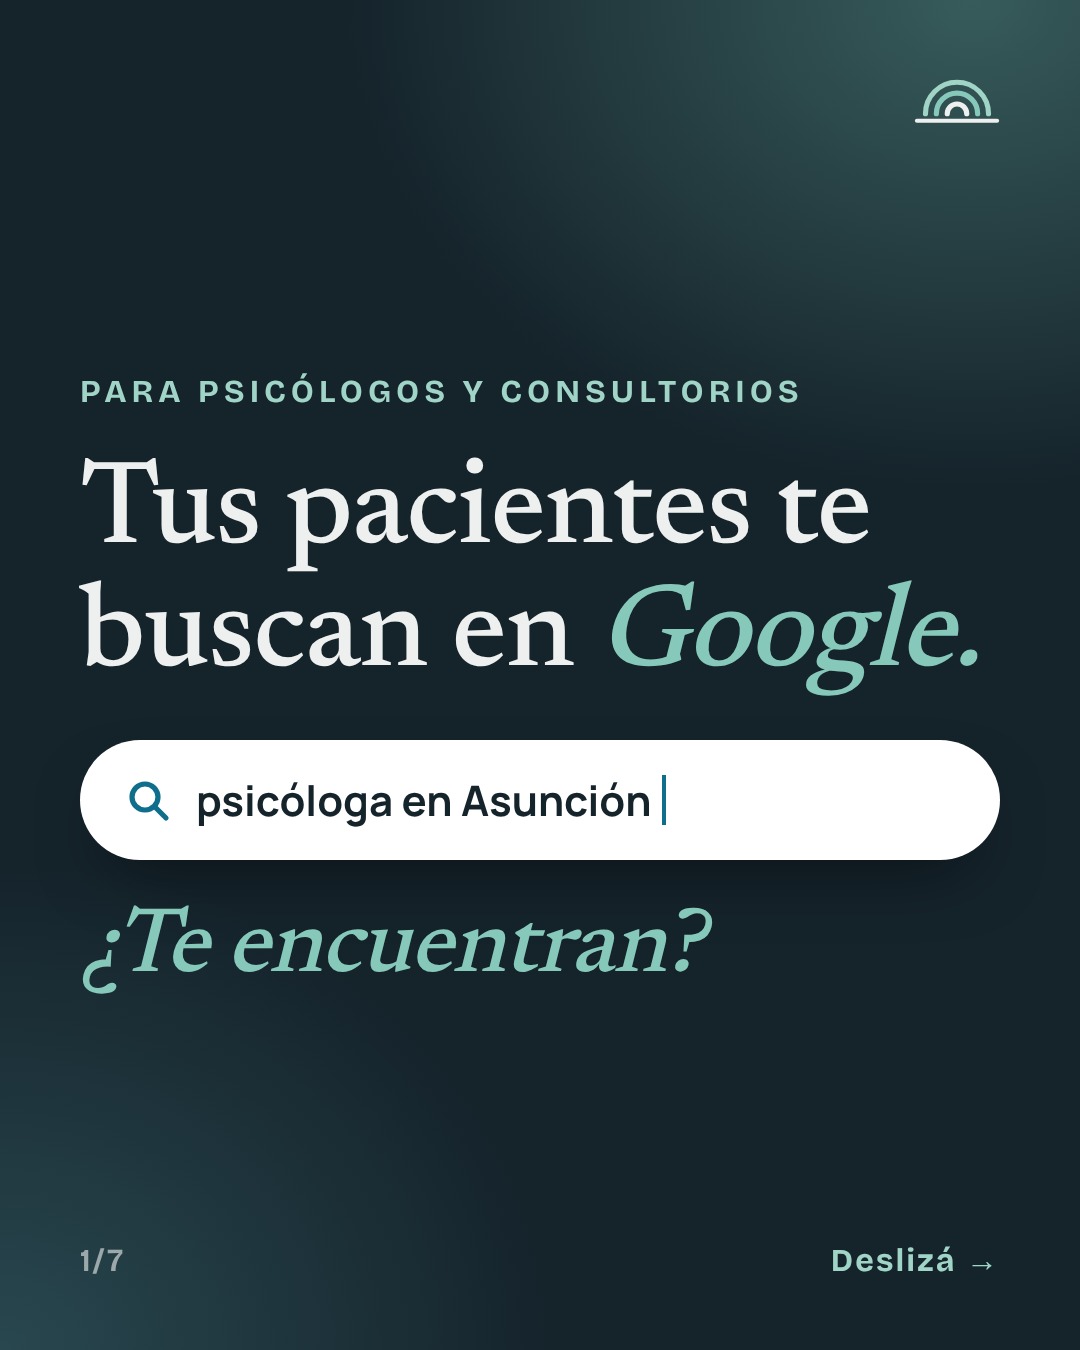 PARA PSICÓLOGOS Y CONSULTORIOS
Tus pacientes te
buscan en Google.
psicóloga en Asunción
¿Te encuentran?
1/7
Deslizá →